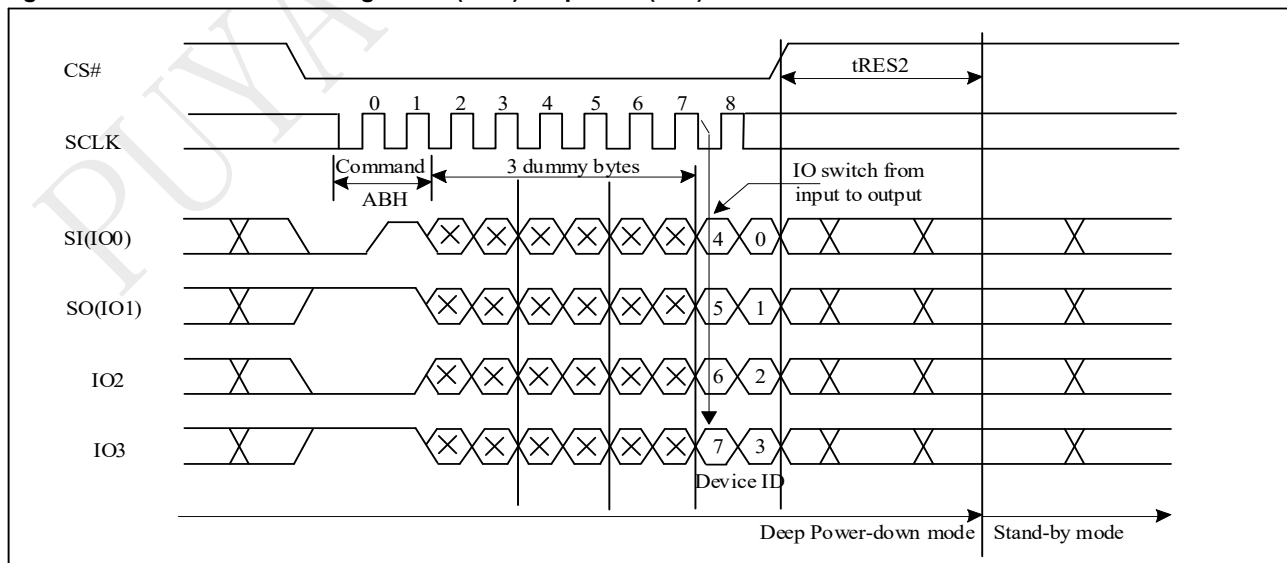 PUYA
CS#
tRES2
0 1 2 3 4 5 6 7 8
SCLK
Command
3 dummy bytes
IO switch from
input to output
ABH
SI(IO0)
4 0
SO(IO1)
5 1
IO2
6 2
IO3
7 3
Device ID
Deep Power-down mode
Stand-by mode